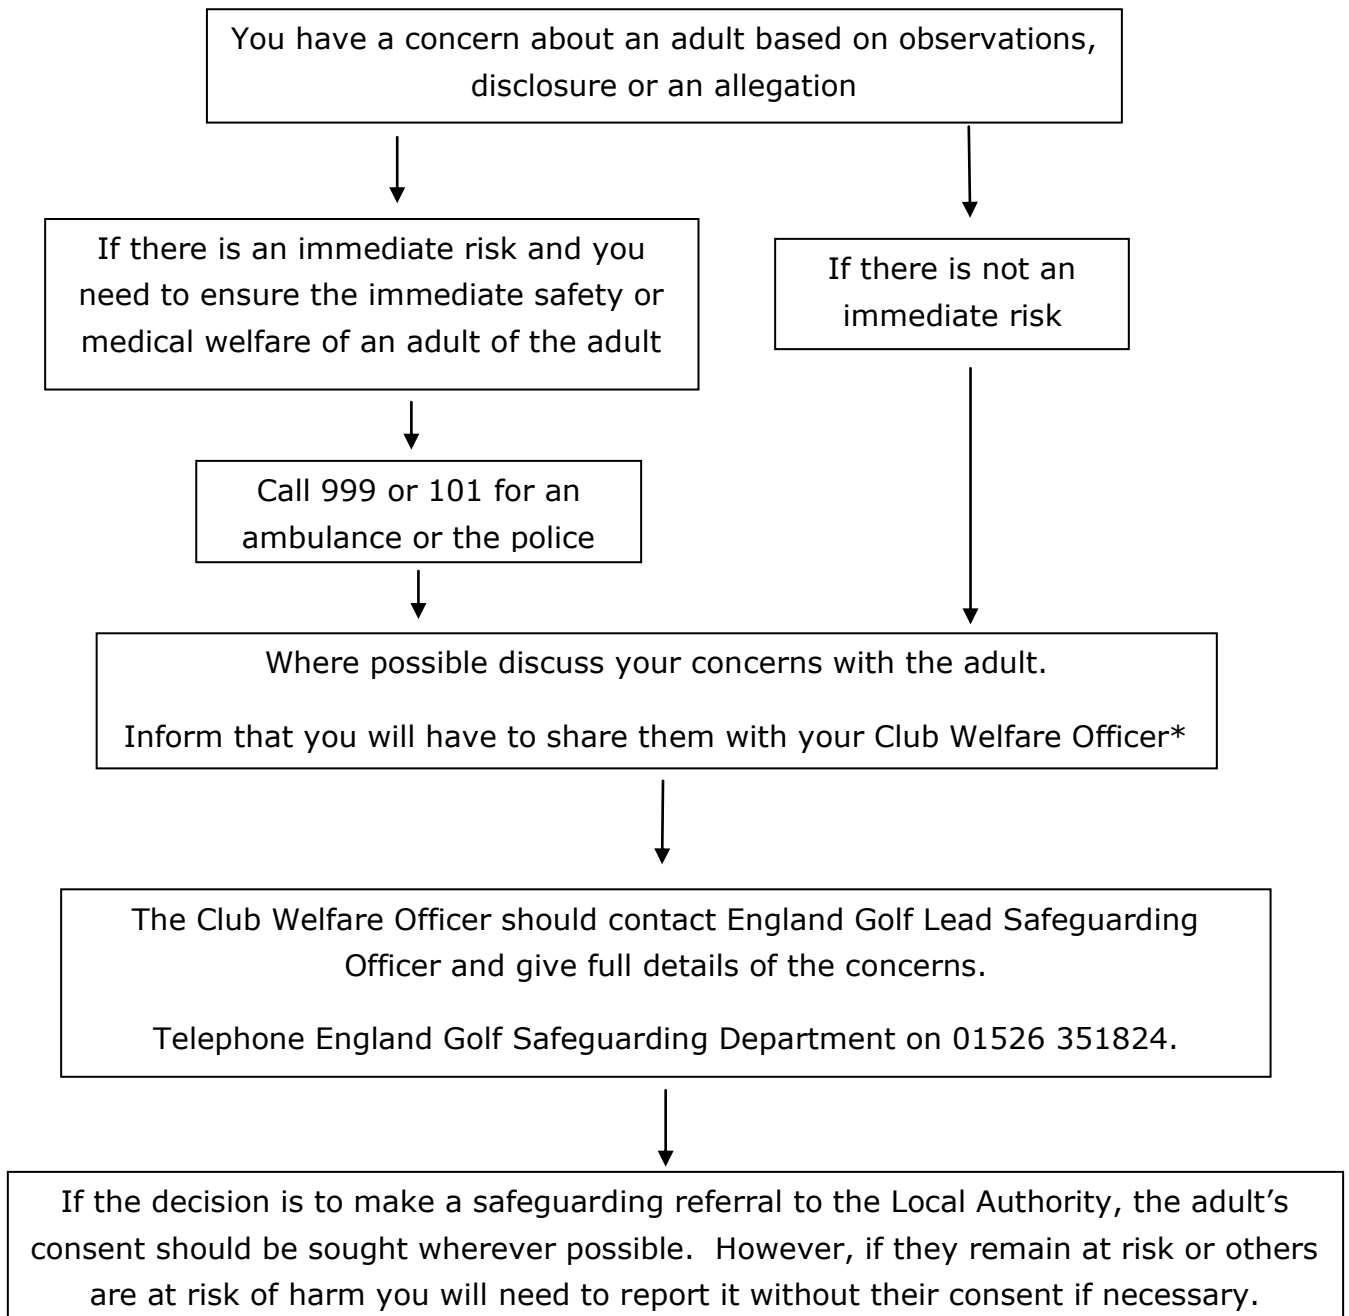 You have a concern about an adult based on observations,
disclosure or an allegation
If there is an immediate risk and you
need to ensure the immediate safety or
medical welfare of an adult of the adult
If there is not an
immediate risk
Call 999 or 101 for an
ambulance or the police
Where possible discuss your concerns with the adult.
Inform that you will have to share them with your Club Welfare Officer*
The Club Welfare Officer should contact England Golf Lead Safeguarding
Officer and give full details of the concerns.
Telephone England Golf Safeguarding Department on 01526 351824.
If the decision is to make a safeguarding referral to the Local Authority, the adult’s
consent should be sought wherever possible.  However, if they remain at risk or others
are at risk of harm you will need to report it without their consent if necessary.